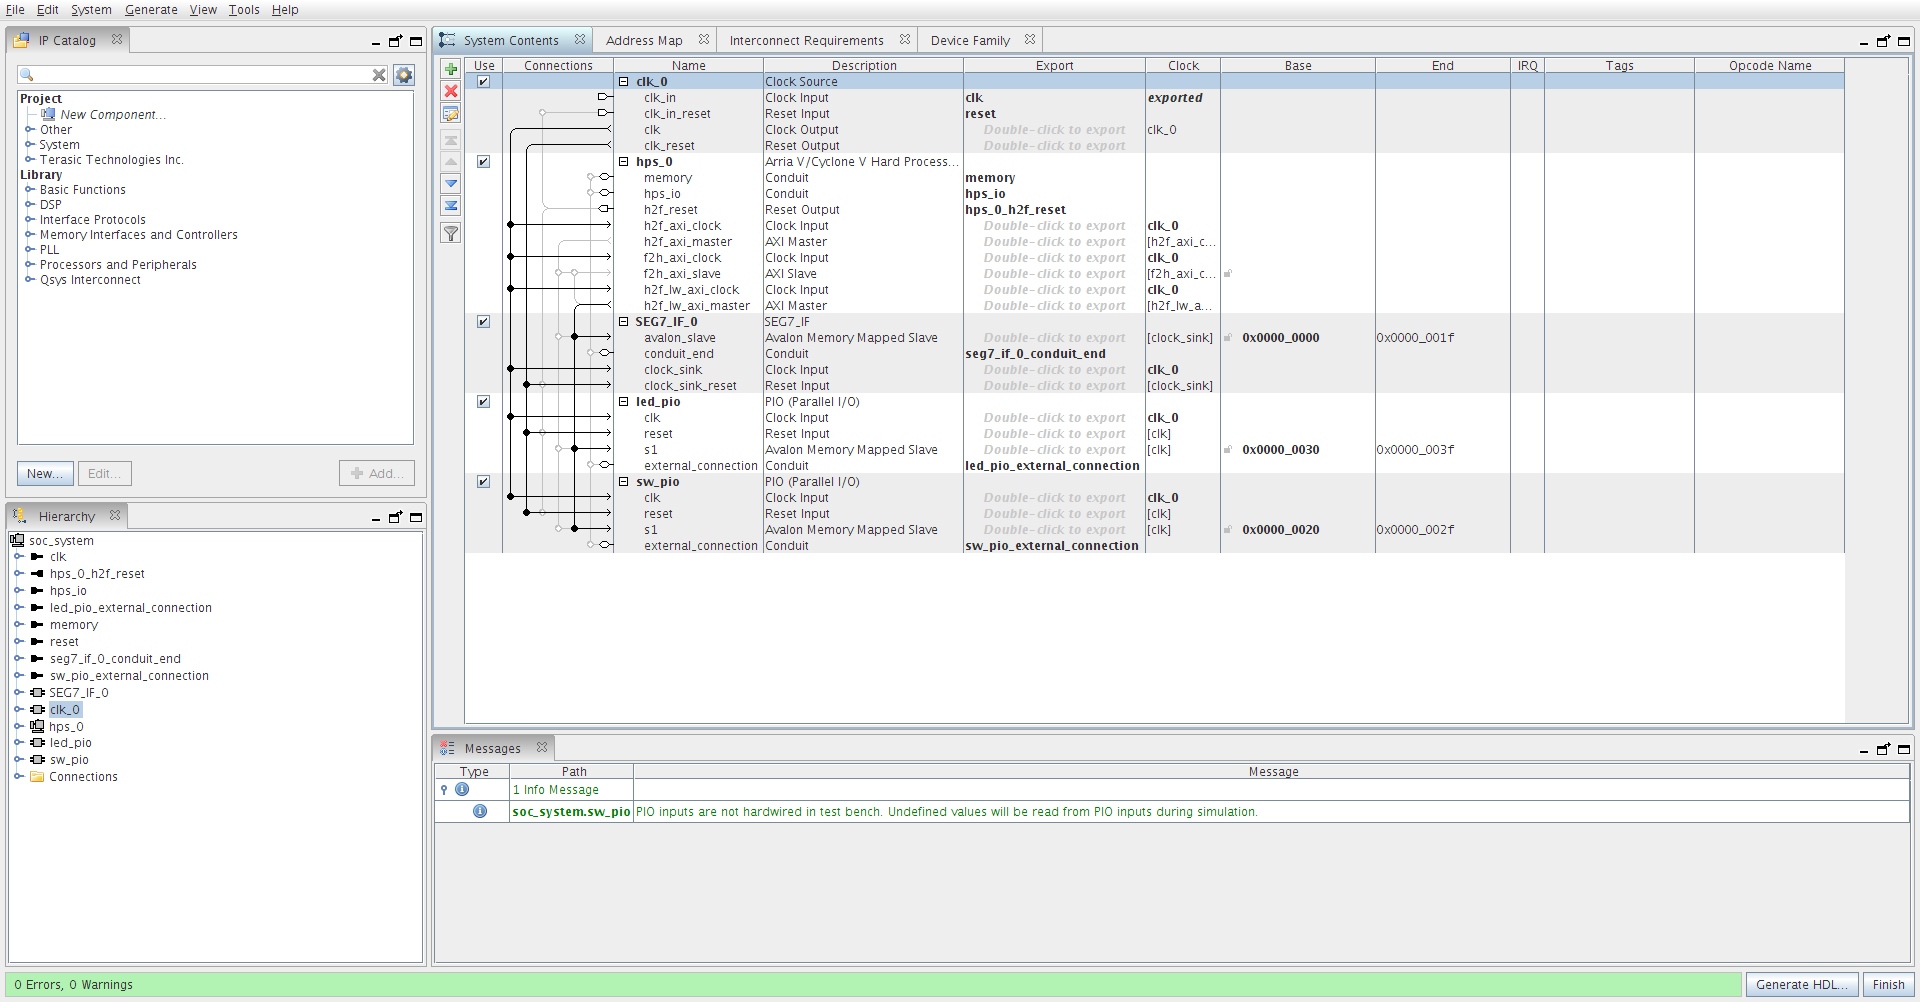 File Edit System Generate View Tools Help
IP Catalog
Project
New Component...
Other
System
Terasic Technologies Inc.
Library
Basic Functions
DSP
Interface Protocols
Memory Interfaces and Controllers
PLL
Processors and Peripherals
Qsys Interconnect
New... Edit... Add...
Hierarchy
soc_system
clk
hps_0_h2f_reset
hps_io
led_pio_external_connection
memory
reset
seg7_if_0_conduit_end
sw_pio_external_connection
SEG7_IF_0
clk_0
hps_0
led_pio
sw_pio
Connections
System Contents Address Map Interconnect Requirements Device Family
Use Connections Name Description Export Clock Base End IRQ Tags Opcode Name
clk_0 Clock Source
clk_in Clock Input clk exported
clk_in_reset Reset Input reset
clk Clock Output Double-click to export clk_0
clk_reset Reset Output Double-click to export
hps_0 Arria V/Cyclone V Hard Process...
memory Conduit memory
hps_io Conduit hps_io
h2f_reset Reset Output hps_0_h2f_reset
h2f_axi_clock Clock Input Double-click to export clk_0
h2f_axi_master AXI Master Double-click to export [h2f_axi_c...
f2h_axi_clock Clock Input Double-click to export clk_0
f2h_axi_slave AXI Slave Double-click to export [f2h_axi_c...
h2f_lw_axi_clock Clock Input Double-click to export clk_0
h2f_lw_axi_master AXI Master Double-click to export [h2f_lw_a...
SEG7_IF_0 SEG7_IF
avalon_slave Avalon Memory Mapped Slave Double-click to export [clock_sink] 0x0000_0000 0x0000_001f
conduit_end Conduit seg7_if_0_conduit_end
clock_sink Clock Input Double-click to export clk_0
clock_sink_reset Reset Input Double-click to export [clock_sink]
led_pio PIO (Parallel I/O)
clk Clock Input Double-click to export clk_0
reset Reset Input Double-click to export [clk]
s1 Avalon Memory Mapped Slave Double-click to export [clk] 0x0000_0030 0x0000_003f
external_connection Conduit led_pio_external_connection
sw_pio PIO (Parallel I/O)
clk Clock Input Double-click to export clk_0
reset Reset Input Double-click to export [clk]
s1 Avalon Memory Mapped Slave Double-click to export [clk] 0x0000_0020 0x0000_002f
external_connection Conduit sw_pio_external_connection
Messages
Type Path Message
1 Info Message
soc_system.sw_pio PIO inputs are not hardwired in test bench. Undefined values will be read from PIO inputs during simulation.
0 Errors, 0 Warnings
Generate HDL... Finish